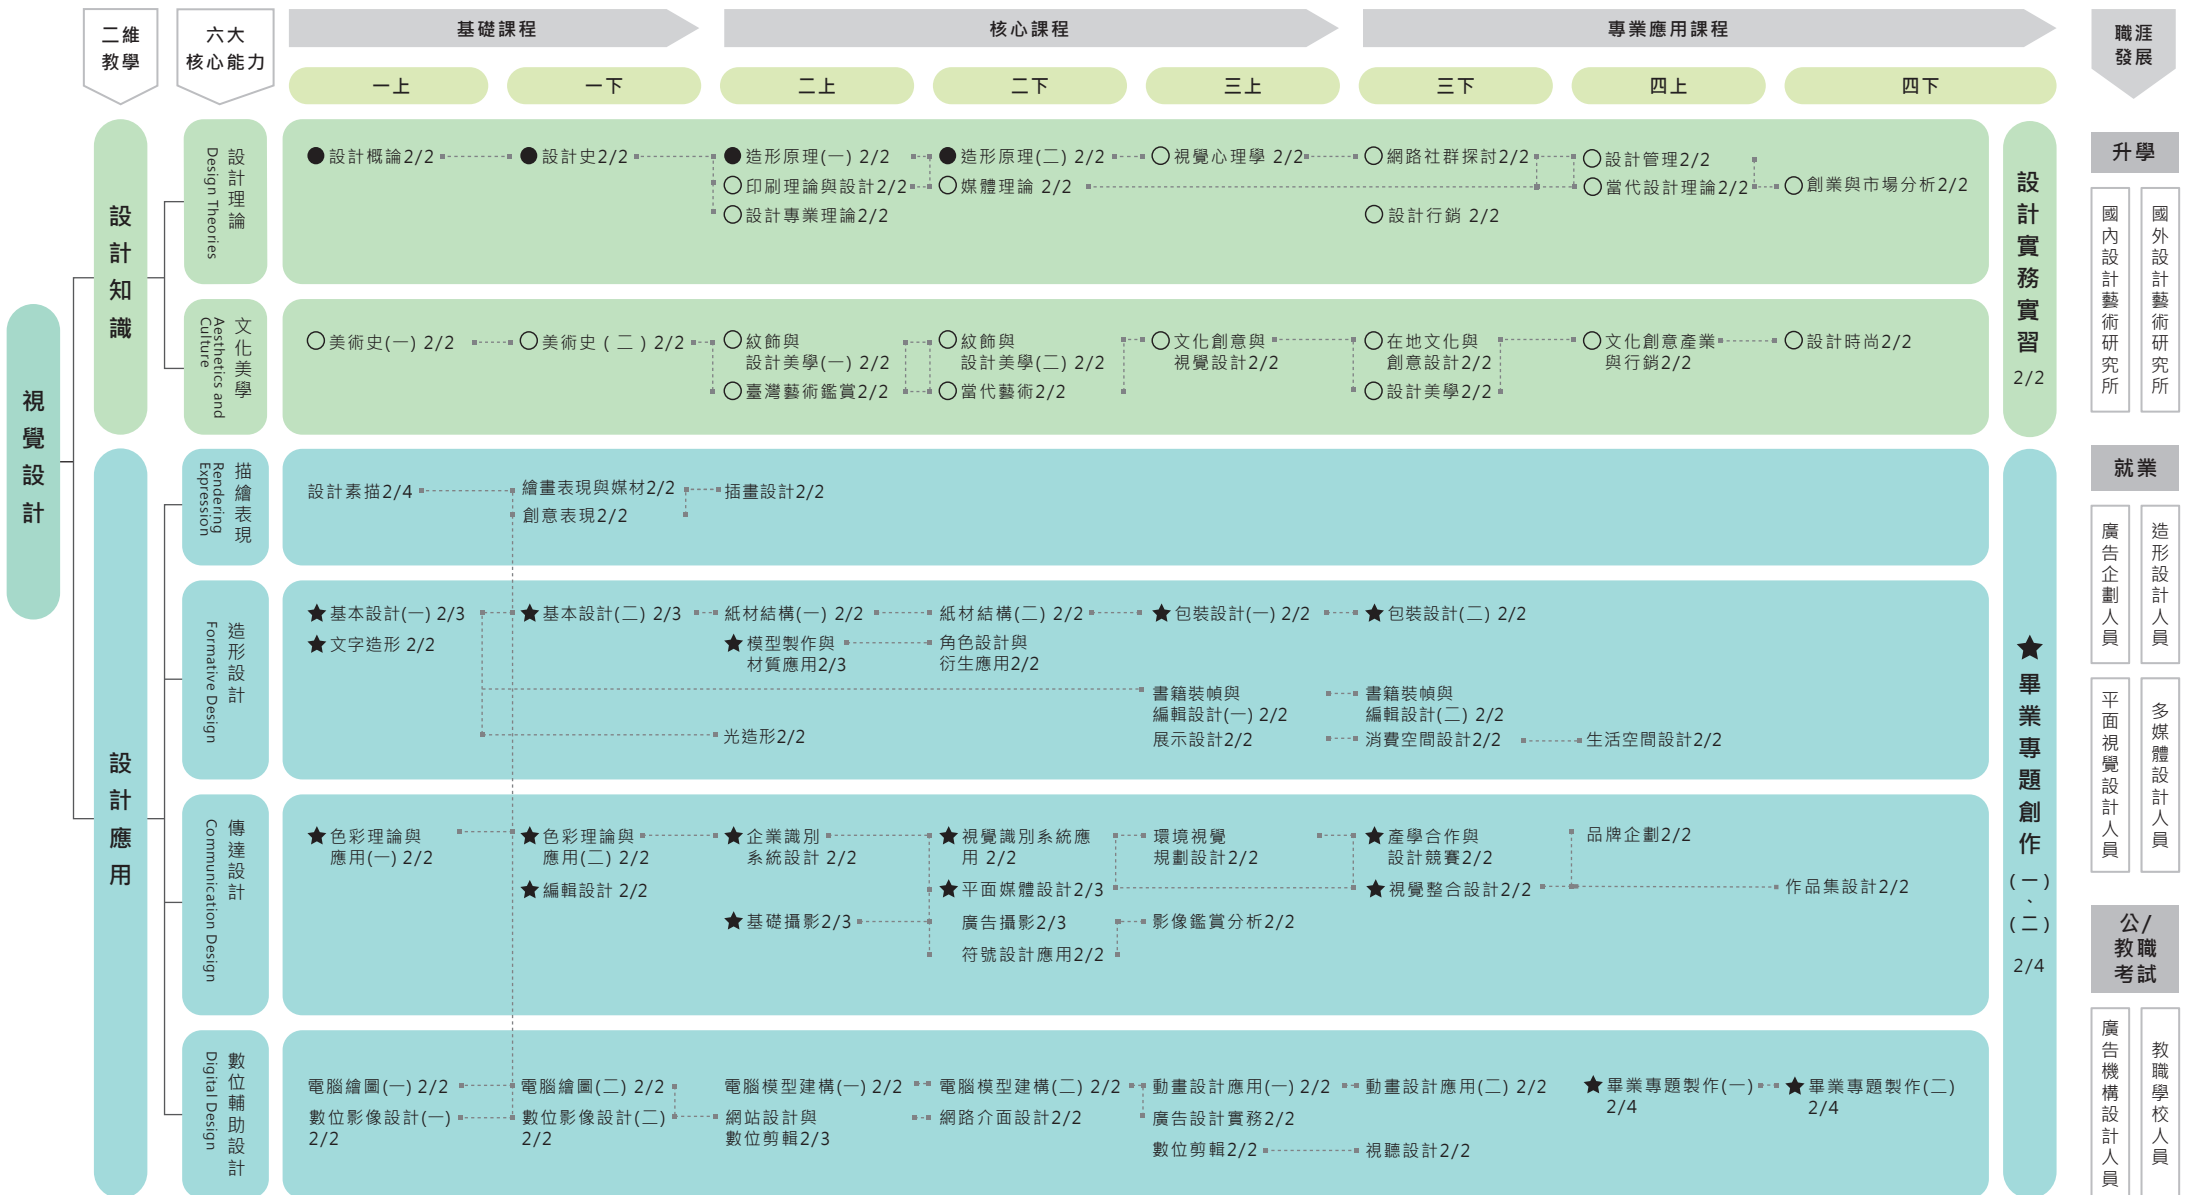 二維
教學
六大
核心能力
基礎課程
核心課程
專業應用課程
職涯
發展
一上
一下
二上
二下
三上
三下
四上
四下
視覺設計
設計知識
設計理論
Design Theories
●設計概論2/2
●設計史2/2
●造形原理(一) 2/2
○印刷理論與設計2/2
○設計專業理論2/2
●造形原理(二) 2/2
○媒體理論 2/2
○視覺心理學 2/2
○網路社群探討2/2
○設計行銷 2/2
○設計管理2/2
○當代設計理論2/2
○創業與市場分析2/2
文化美學
Aesthetics and
Culture
○美術史(一) 2/2
○美術史 ( 二 ) 2/2
○紋飾與
設計美學(一) 2/2
○臺灣藝術鑑賞2/2
○紋飾與
設計美學(二) 2/2
○當代藝術2/2
○文化創意與
視覺設計2/2
○在地文化與
創意設計2/2
○設計美學2/2
○文化創意產業
與行銷2/2
○設計時尚2/2
設計實務實習
2/2
設計應用
描繪表現
Rendering
Expression
設計素描2/4
繪畫表現與媒材2/2
創意表現2/2
插畫設計2/2
造形設計
Formative Design
★基本設計(一) 2/3
★文字造形 2/2
★基本設計(二) 2/3
紙材結構(一) 2/2
★模型製作與
材質應用2/3
光造形2/2
紙材結構(二) 2/2
角色設計與
衍生應用2/2
★包裝設計(一) 2/2
書籍裝幀與
編輯設計(一) 2/2
展示設計2/2
★包裝設計(二) 2/2
書籍裝幀與
編輯設計(二) 2/2
消費空間設計2/2
生活空間設計2/2
傳達設計
Communication Design
★色彩理論與
應用(一) 2/2
★色彩理論與
應用(二) 2/2
★編輯設計 2/2
★企業識別
系統設計 2/2
★基礎攝影2/3
★視覺識別系統應
用 2/2
★平面媒體設計2/3
廣告攝影2/3
符號設計應用2/2
環境視覺
規劃設計2/2
影像鑑賞分析2/2
★產學合作與
設計競賽2/2
★視覺整合設計2/2
品牌企劃2/2
作品集設計2/2
數位輔助設計
Digital Design
電腦繪圖(一) 2/2
數位影像設計(一)
2/2
電腦繪圖(二) 2/2
數位影像設計(二)
2/2
電腦模型建構(一) 2/2
網站設計與
數位剪輯2/3
電腦模型建構(二) 2/2
網路介面設計2/2
動畫設計應用(一) 2/2
廣告設計實務2/2
數位剪輯2/2
動畫設計應用(二) 2/2
視聽設計2/2
★畢業專題製作(一)
2/4
★畢業專題製作(二)
2/4
★畢業專題創作
(一)
、
(二)
2/4
升學
國內設計藝術研究所
國外設計藝術研究所
就業
廣告企劃人員
造形設計人員
平面視覺設計人員
多媒體設計人員
公/
教職
考試
廣告機構設計人員
教職學校人員